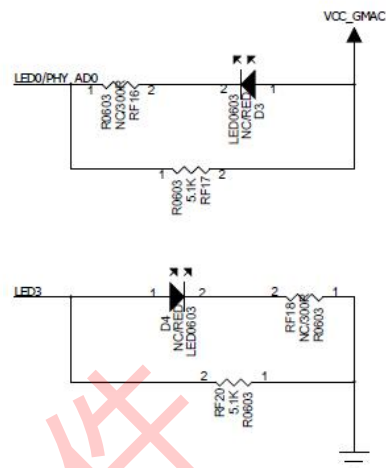 VCC_GMAC
LED0/PHY_AD0
1
R0603
NC/300R
RF16
2
2
LED0603
NC/RED
D3
1
1
R0603
5.1K
RF17
2
LED3
1
D4
NC/RED
LED0603
2
2
RF18
NC/300R
R0603
1
2
RF20
5.1K
R0603
1
件